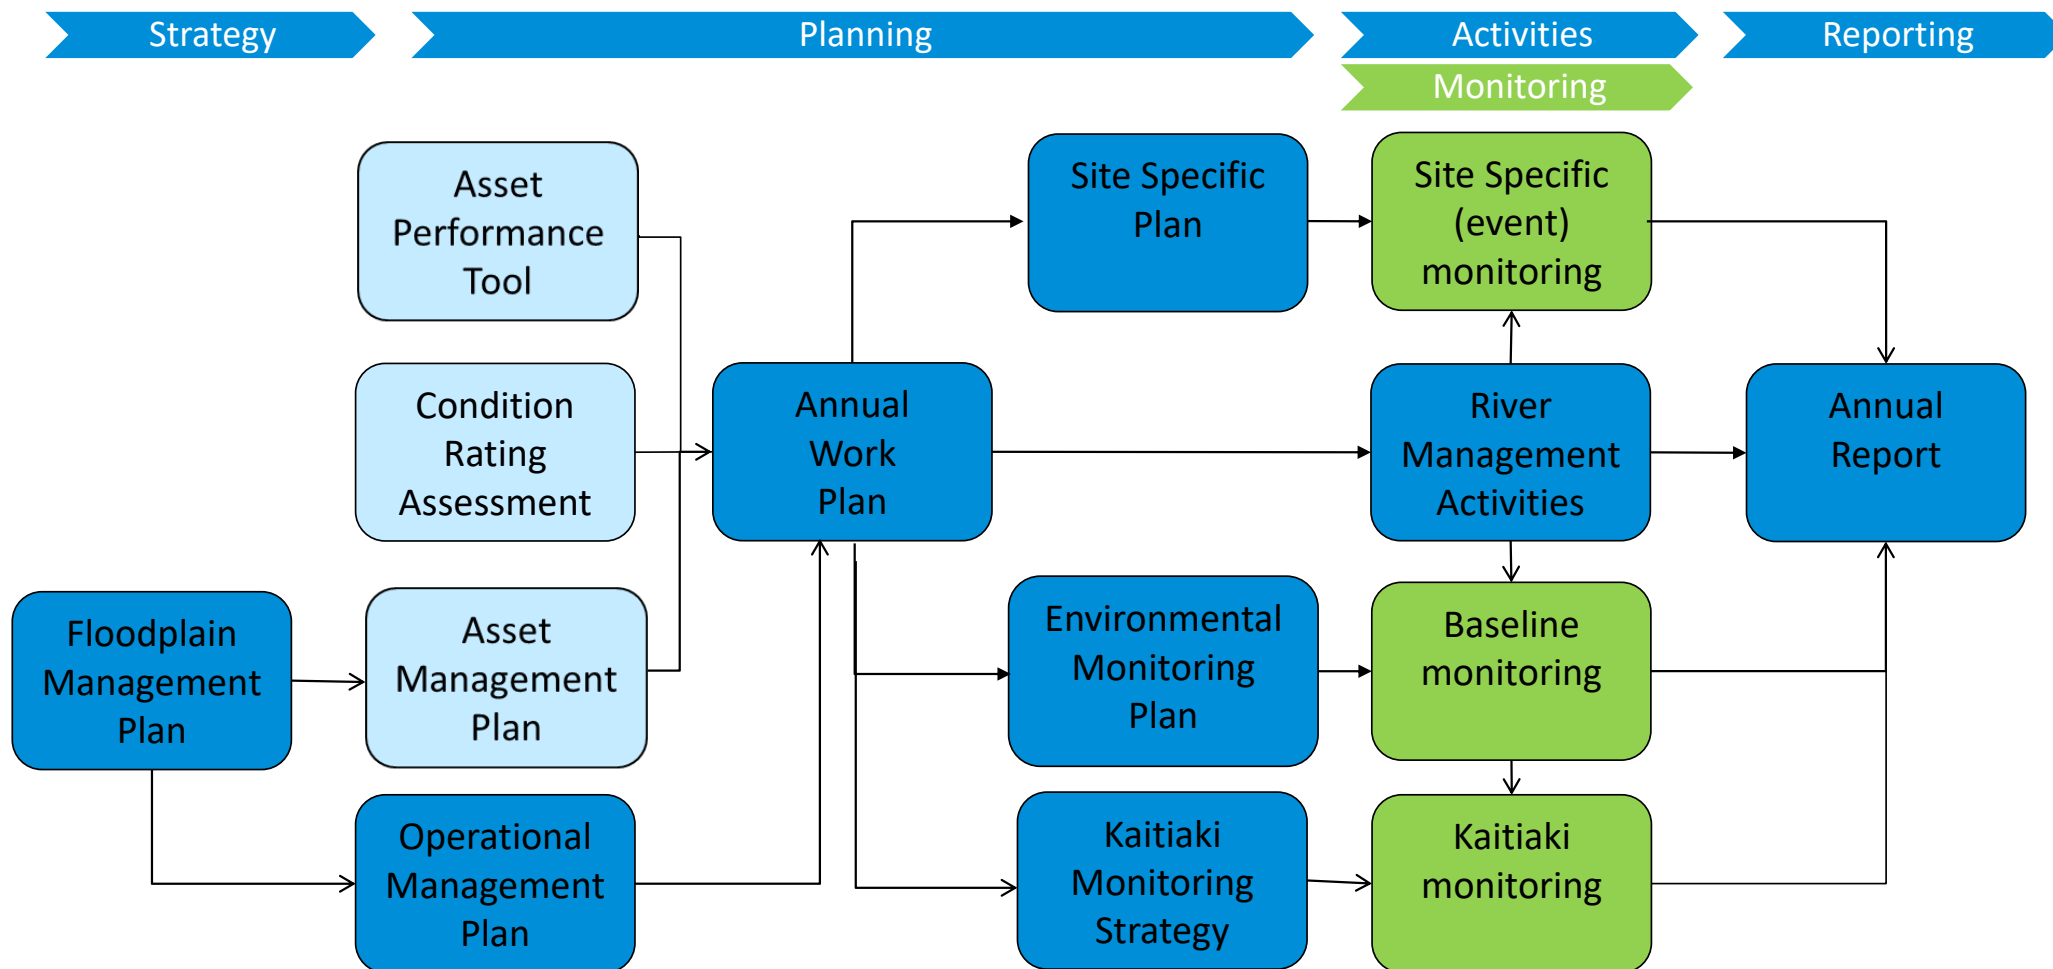 Strategy
Planning
Activities
Reporting
Monitoring
Asset
Performance
Tool
Site Specific
Plan
Site Specific
(event)
monitoring
Condition
Rating
Assessment
Annual
Work
Plan
River
Management
Activities
Annual
Report
Floodplain
Management
Plan
Asset
Management
Plan
Environmental
Monitoring
Plan
Baseline
monitoring
Operational
Management
Plan
Kaitiaki
Monitoring
Strategy
Kaitiaki
monitoring